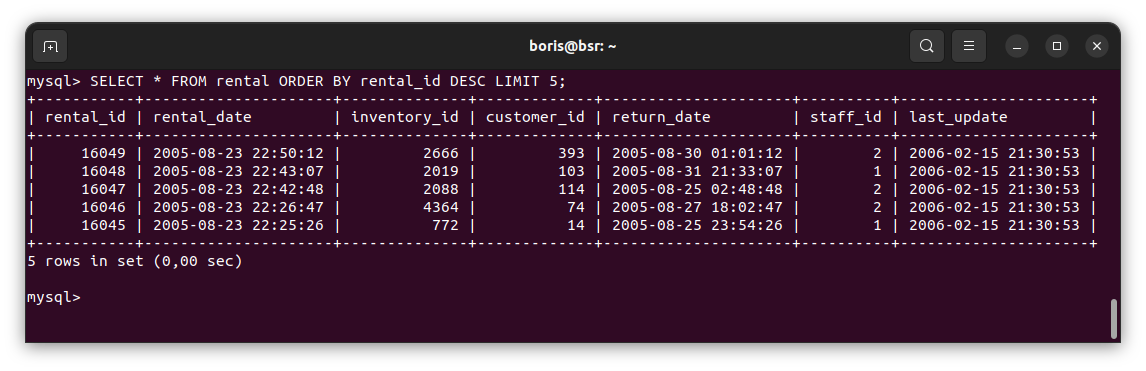 boris@bsr: ~
mysql> SELECT * FROM rental ORDER BY rental_id DESC LIMIT 5;
+-----------+---------------------+--------------+-------------+---------------------+----------+---------------------+
| rental_id | rental_date         | inventory_id | customer_id | return_date         | staff_id | last_update         |
+-----------+---------------------+--------------+-------------+---------------------+----------+---------------------+
|     16049 | 2005-08-23 22:50:12 |         2666 |         393 | 2005-08-30 01:01:12 |        2 | 2006-02-15 21:30:53 |
|     16048 | 2005-08-23 22:43:07 |         2019 |         103 | 2005-08-31 21:33:07 |        1 | 2006-02-15 21:30:53 |
|     16047 | 2005-08-23 22:42:48 |         2088 |         114 | 2005-08-25 02:48:48 |        2 | 2006-02-15 21:30:53 |
|     16046 | 2005-08-23 22:26:47 |         4364 |          74 | 2005-08-27 18:02:47 |        2 | 2006-02-15 21:30:53 |
|     16045 | 2005-08-23 22:25:26 |          772 |          14 | 2005-08-25 23:54:26 |        1 | 2006-02-15 21:30:53 |
+-----------+---------------------+--------------+-------------+---------------------+----------+---------------------+
5 rows in set (0,00 sec)
mysql>